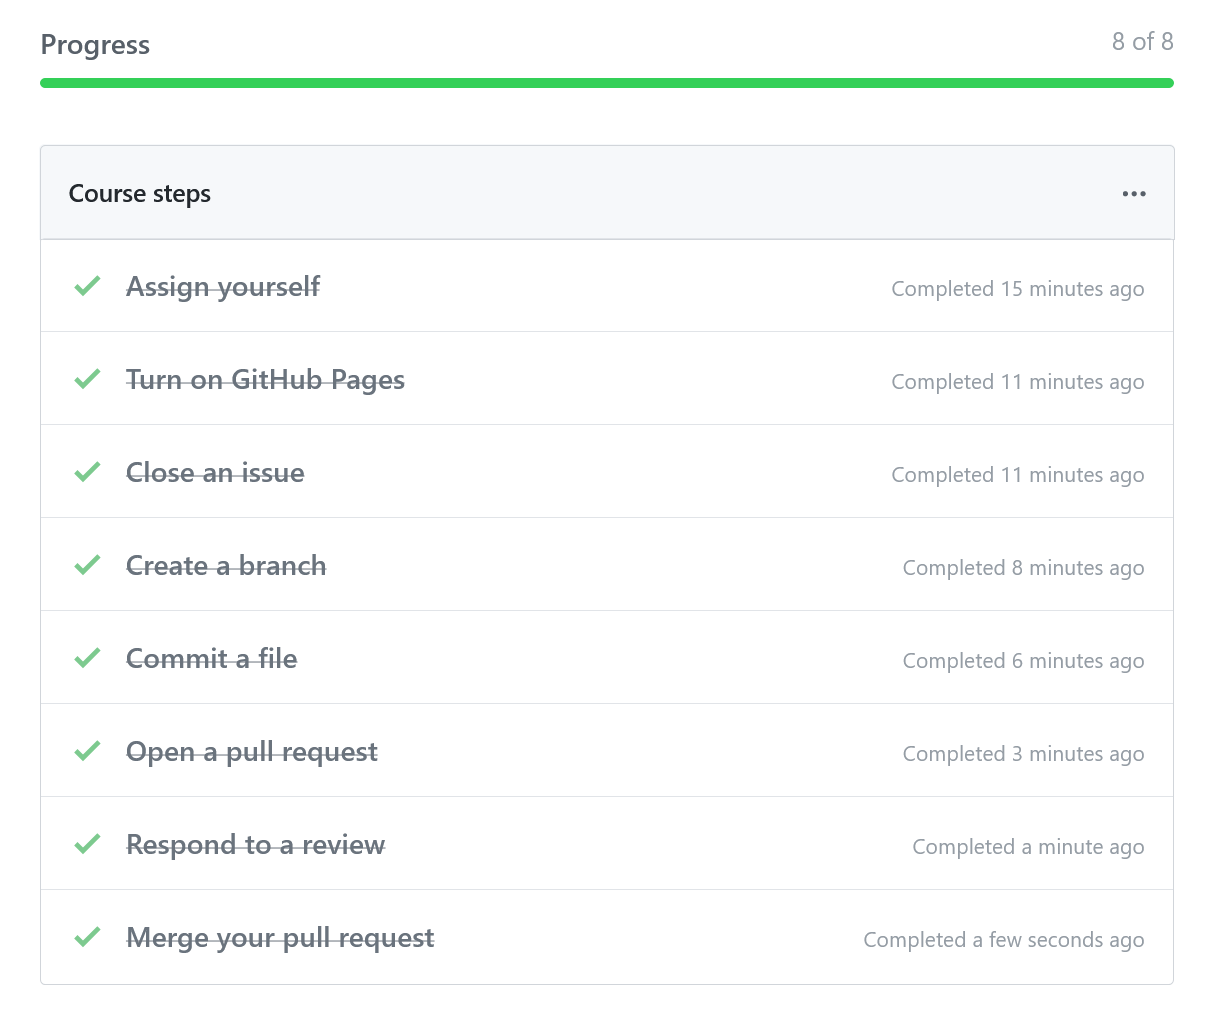 Progress
8 of 8
Course steps
Assign yourself
Completed 15 minutes ago
Turn on GitHub Pages
Completed 11 minutes ago
Close an issue
Completed 11 minutes ago
Create a branch
Completed 8 minutes ago
Commit a file
Completed 6 minutes ago
Open a pull request
Completed 3 minutes ago
Respond to a review
Completed a minute ago
Merge your pull request
Completed a few seconds ago